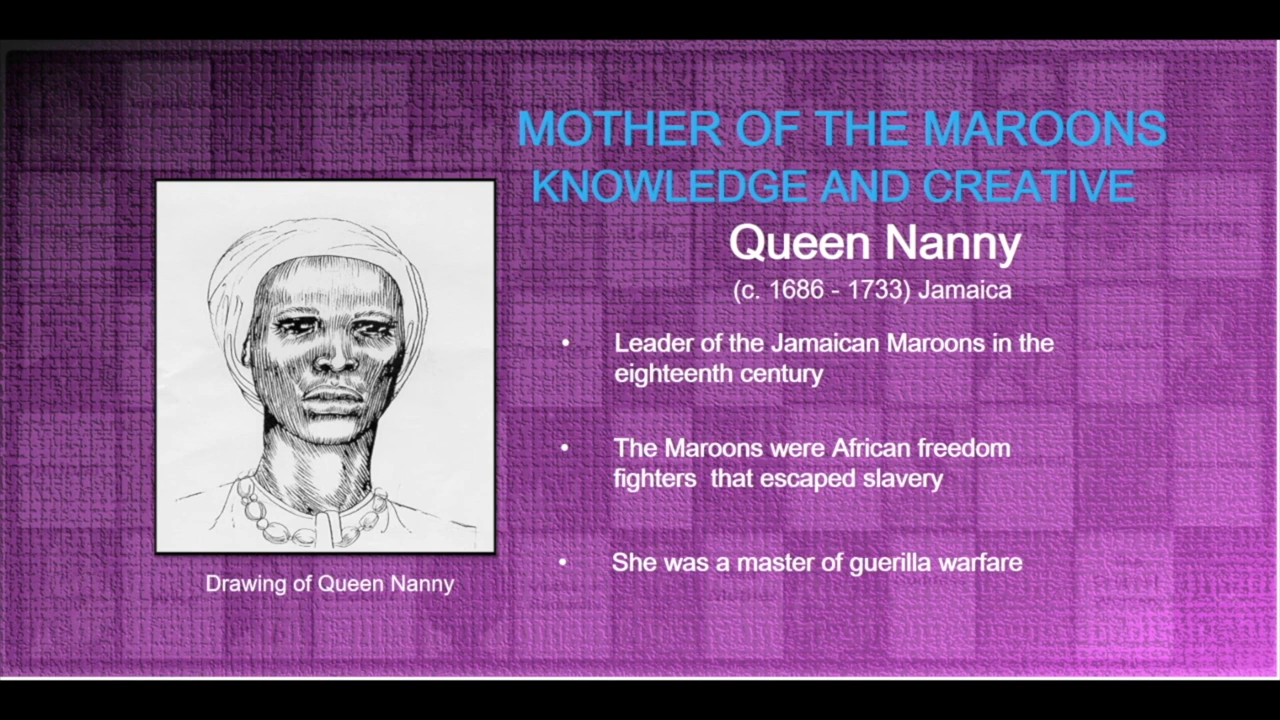 MOTHER OF THE MAROONS
KNOWLEDGE AND CREATIVE
Queen Nanny
(c. 1686 - 1733) Jamaica
• Leader of the Jamaican Maroons in the
eighteenth century
• The Maroons were African freedom
fighters that escaped slavery
• She was a master of guerilla warfare
Drawing of Queen Nanny